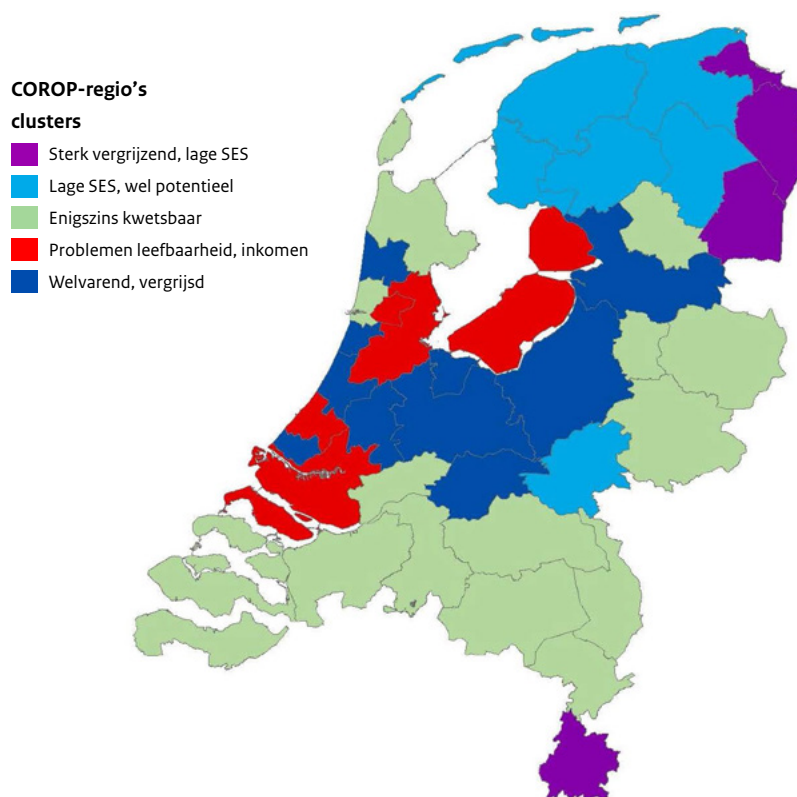 COROP-regio's
clusters
Sterk vergrijzend, lage SES
Lage SES, wel potentieel
Enigszins kwetsbaar
Problemen leefbaarheid, inkomen
Welvarend, vergrijsd